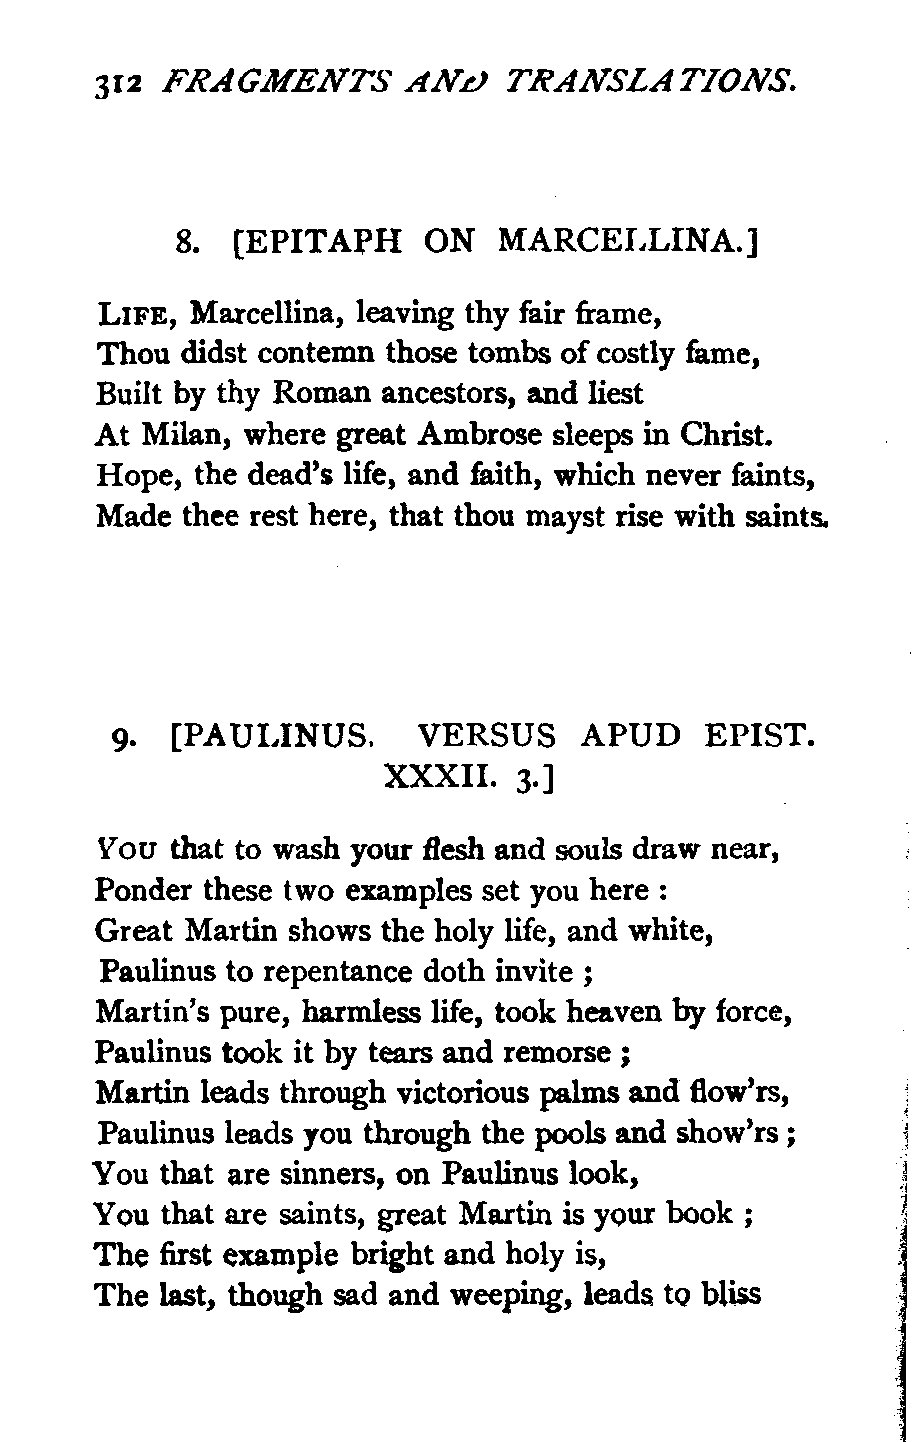 312 FRAGMENTS AND TRANSLATIONS.
8. [EPITAPH ON MARCELLINA.]
LIFE, Marcellina, leaving thy fair frame,
Thou didst contemn those tombs of costly fame,
Built by thy Roman ancestors, and liest
At Milan, where great Ambrose sleeps in Christ.
Hope, the dead's life, and faith, which never faints,
Made thee rest here, that thou mayst rise with saints.
9. [PAULINUS. VERSUS APUD EPIST.
XXXII. 3.]
YOU that to wash your flesh and souls draw near,
Ponder these two examples set you here :
Great Martin shows the holy life, and white,
Paulinus to repentance doth invite ;
Martin's pure, harmless life, took heaven by force,
Paulinus took it by tears and remorse ;
Martin leads through victorious palms and flow'rs,
Paulinus leads you through the pools and show'rs ;
You that are sinners, on Paulinus look,
You that are saints, great Martin is your book ;
The first example bright and holy is,
The last, though sad and weeping, leads to bliss